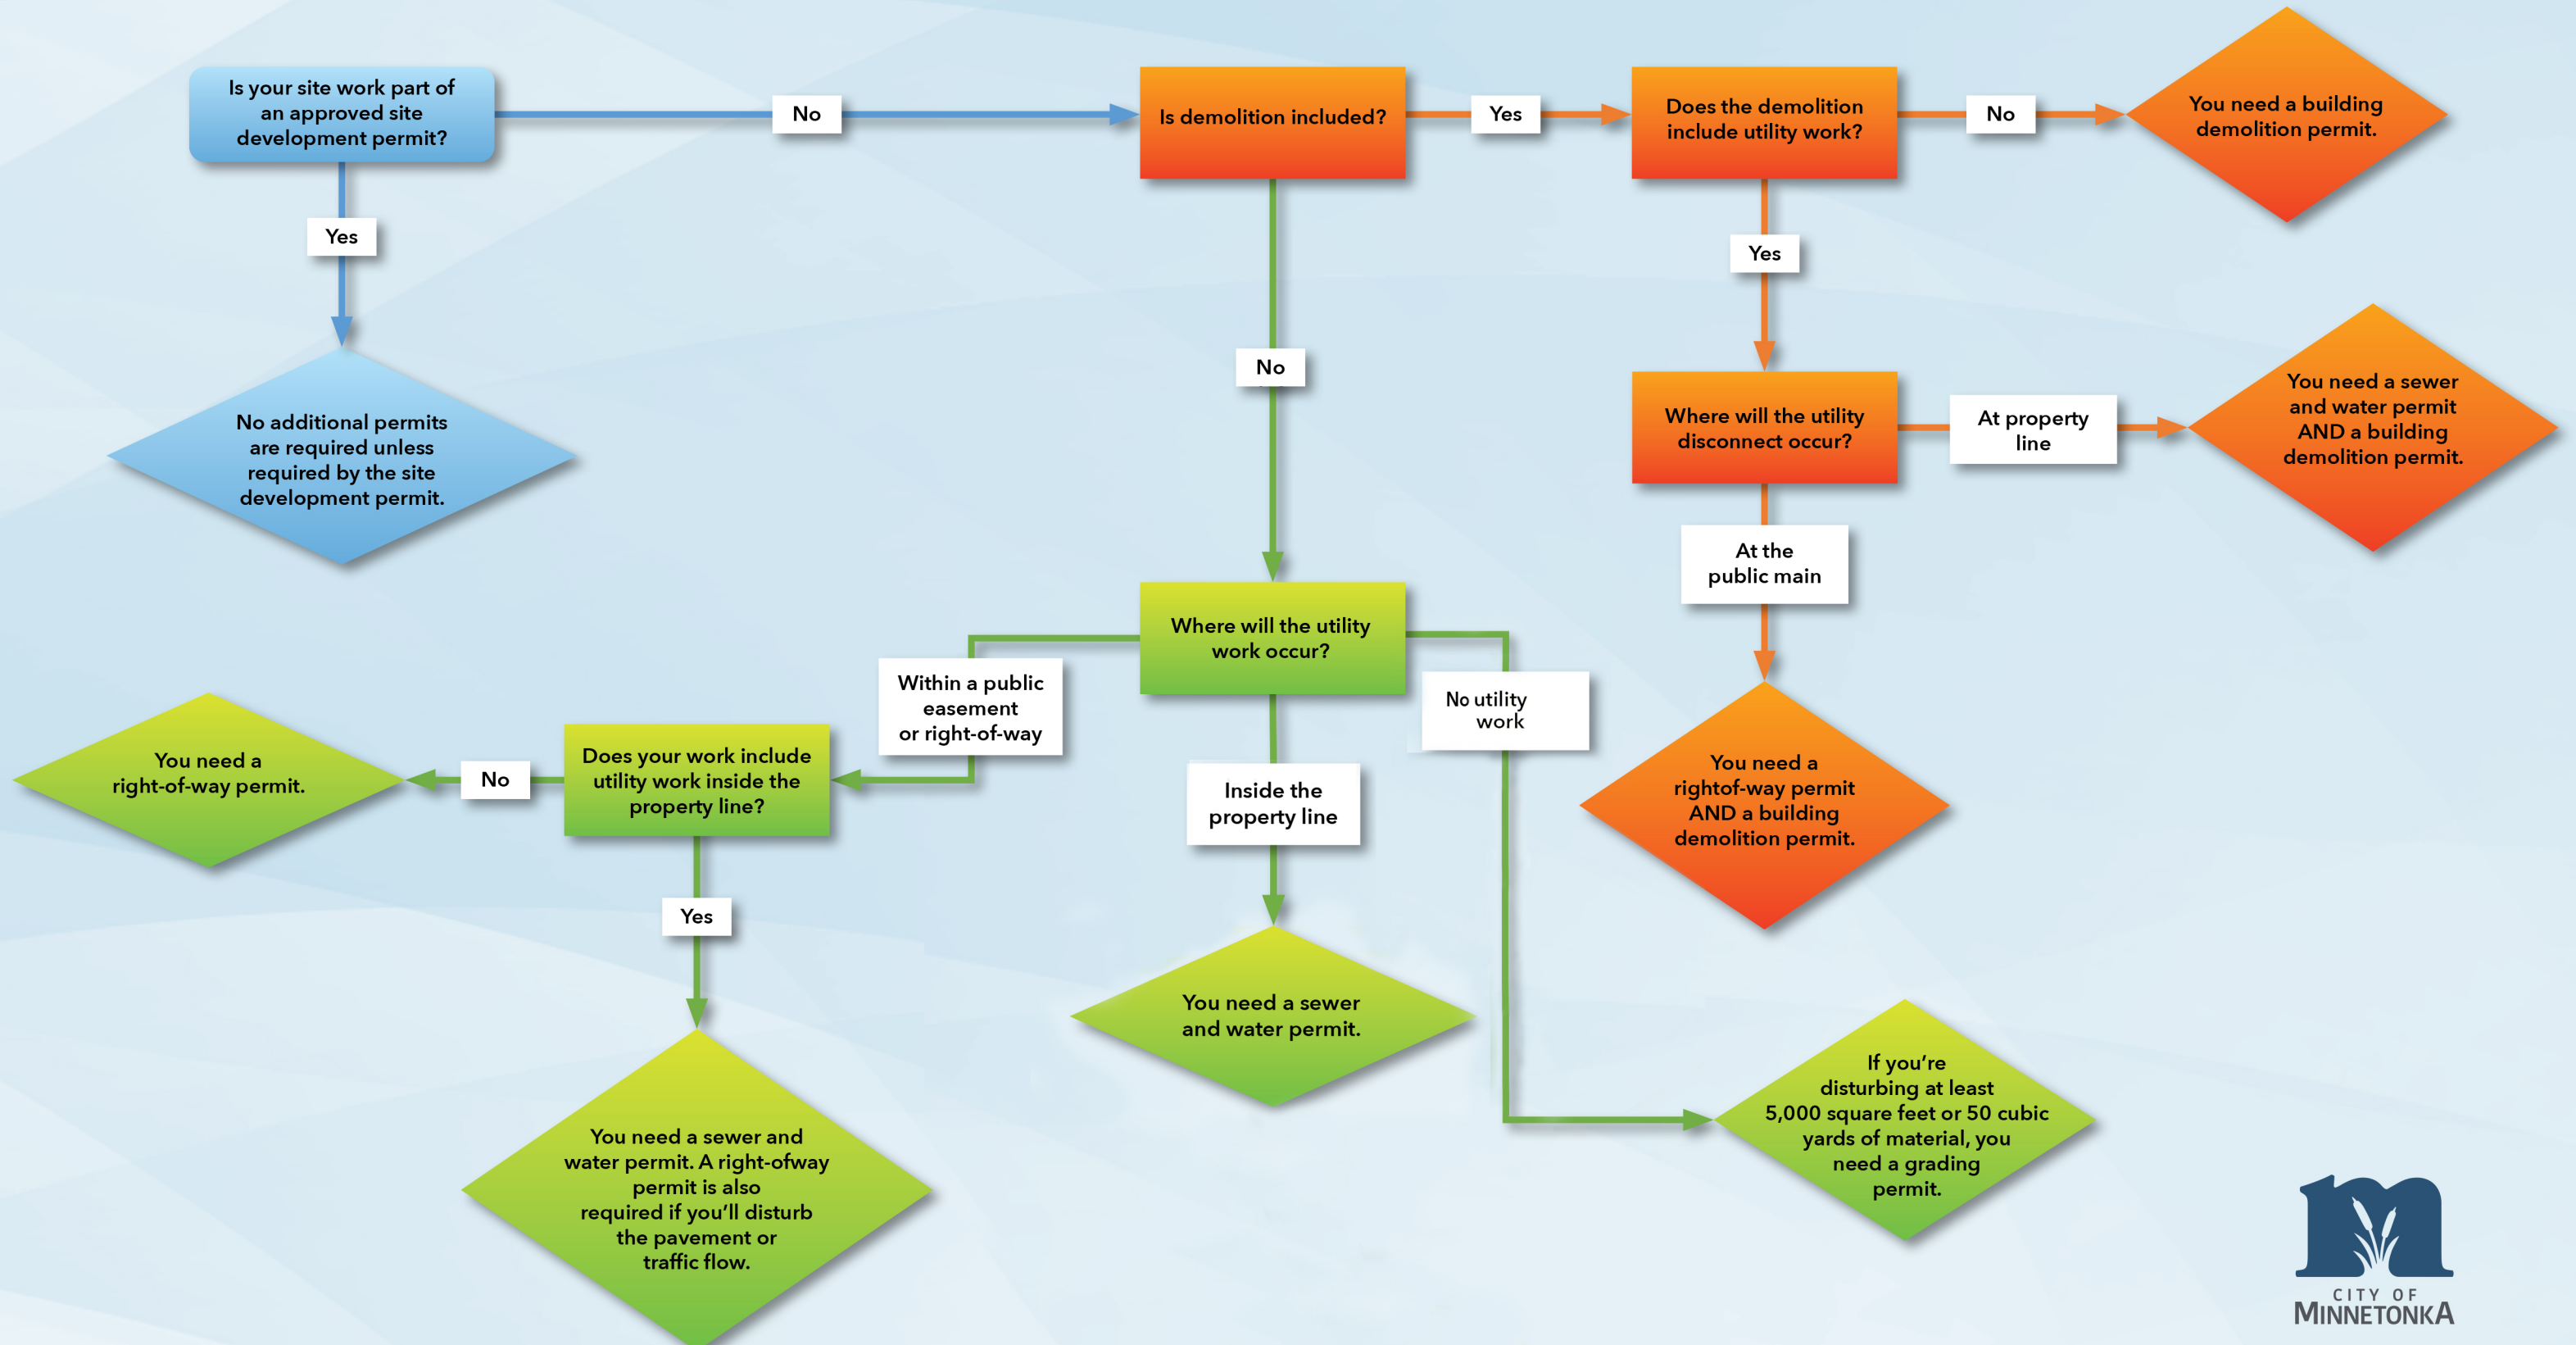 Is your site work part of
an approved site
development permit?
No
Is demolition included?
Yes
Does the demolition
include utility work?
No
You need a building
demolition permit.
Yes
Yes
No additional permits
are required unless
required by the site
development permit.
No
Where will the utility
disconnect occur?
At property
line
You need a sewer
and water permit
AND a building
demolition permit.
At the
public main
You need a
rightof-way permit
AND a building
demolition permit.
Where will the utility
work occur?
Within a public
easement
or right-of-way
No utility
work
Inside the
property line
Does your work include
utility work inside the
property line?
No
You need a
right-of-way permit.
Yes
You need a sewer and
water permit. A right-ofway
permit is also
required if you’ll disturb
the pavement or
traffic flow.
You need a sewer
and water permit.
If you’re
disturbing at least
5,000 square feet or 50 cubic
yards of material, you
need a grading
permit.
m
CITY OF
MINNETONKA